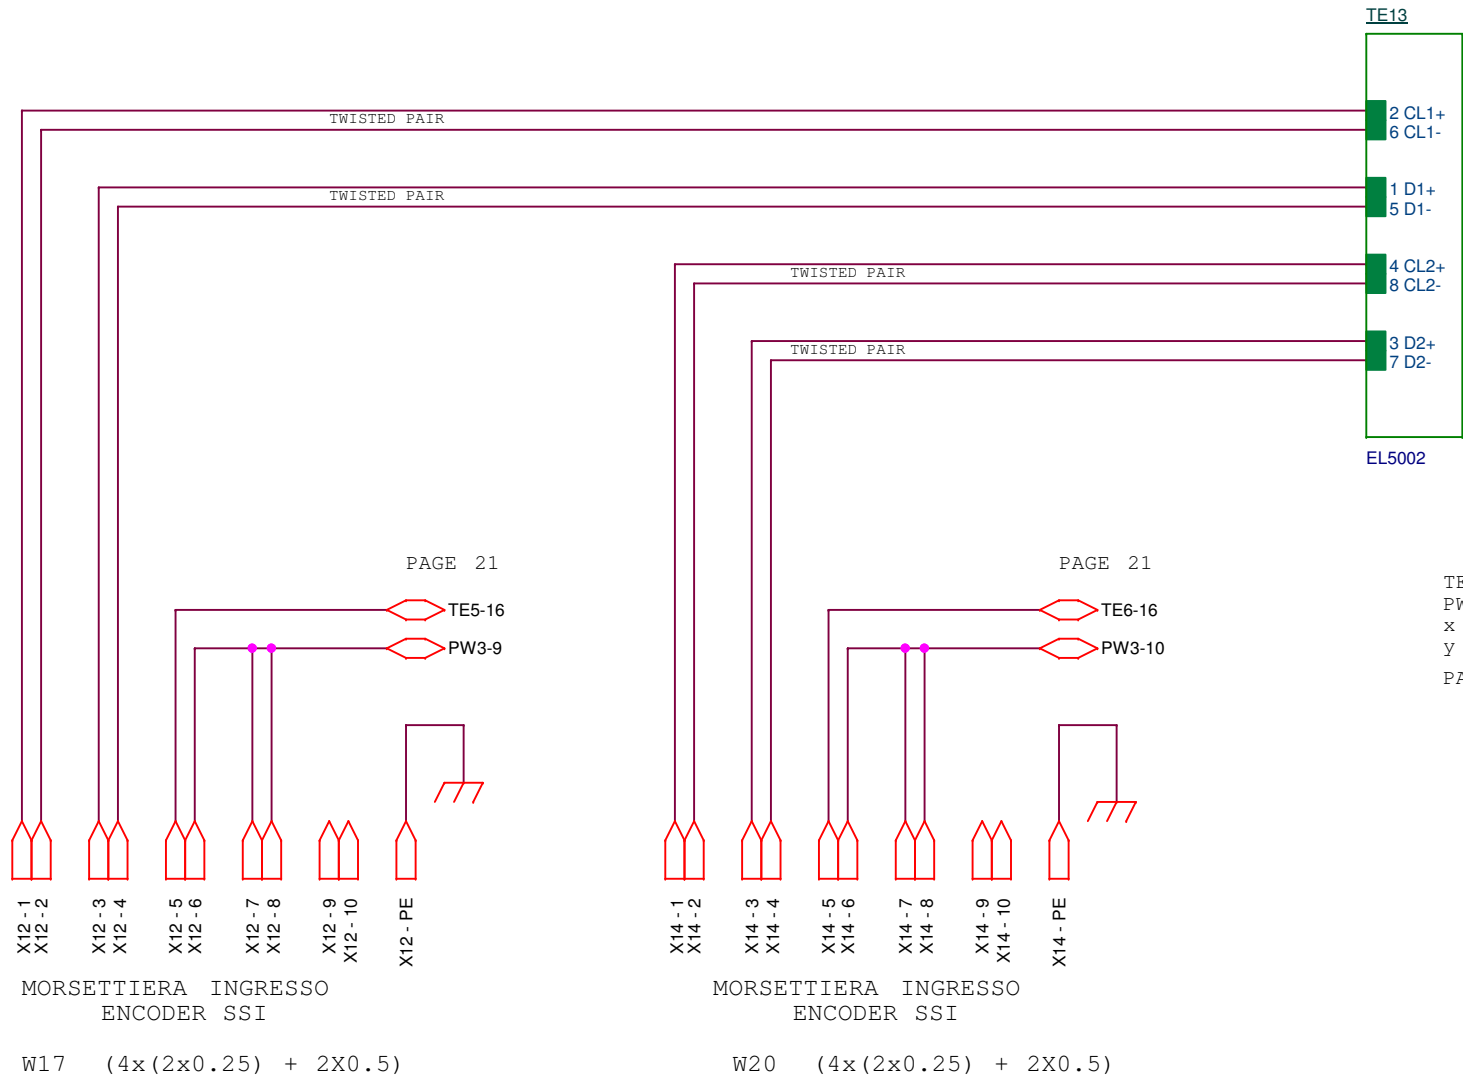 TE13
2 CL1+
TWISTED PAIR
6 CL1-
1 D1+
TWISTED PAIR
5 D1-
4 CL2+
TWISTED PAIR
8 CL2-
3 D2+
TWISTED PAIR
7 D2-
EL5002
PAGE 21
PAGE 21
TE5-16
TE6-16
PW3-9
PW3-10
TE
PW
x
y
PA
X12 - 1
X12 - 2
X12 - 3
X12 - 4
X12 - 5
X12 - 6
X12 - 7
X12 - 8
X12 - 9
X12 - 10
X12 - PE
X14 - 1
X14 - 2
X14 - 3
X14 - 4
X14 - 5
X14 - 6
X14 - 7
X14 - 8
X14 - 9
X14 - 10
X14 - PE
MORSETTIERA INGRESSO
ENCODER SSI
MORSETTIERA INGRESSO
ENCODER SSI
W17 (4x(2x0.25) + 2X0.5)
W20 (4x(2x0.25) + 2X0.5)